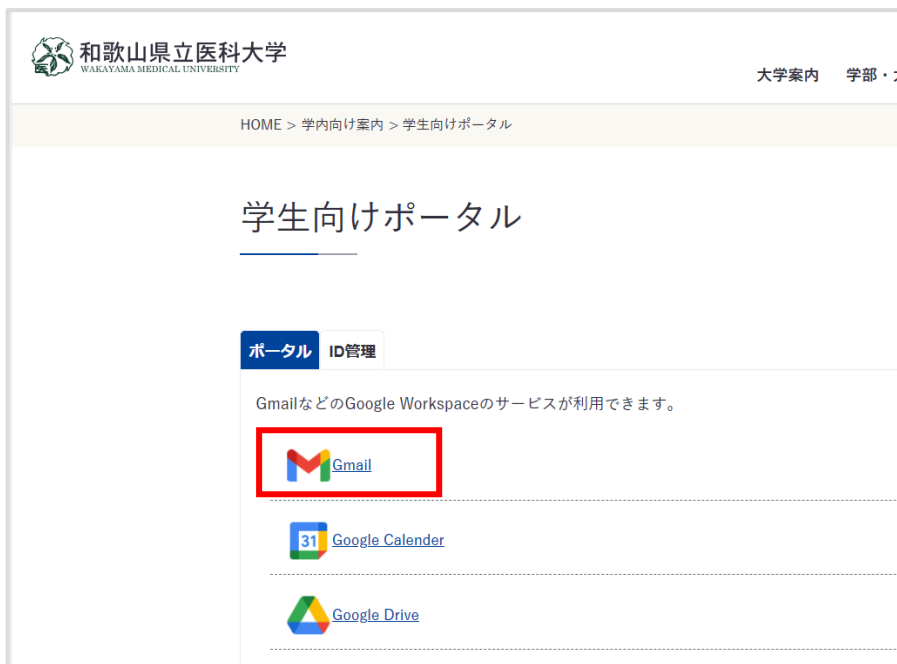 和歌山県立医科大学
WAKAYAMA MEDICAL UNIVERSITY
大学案内 学部・
HOME > 学内向け案内 > 学生向けポータル
学生向けポータル
ポータル ID管理
GmailなどのGoogle Workspaceのサービスが利用できます。
Gmail
31 Google Calender
Google Drive